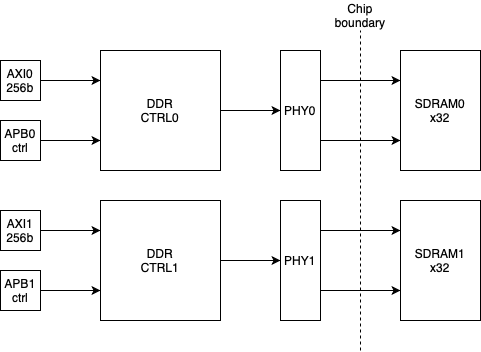 Chip
boundary
AXI0
256b
APB0
ctrl
DDR
CTRL0
PHY0
SDRAM0
x32
AXI1
256b
APB1
ctrl
DDR
CTRL1
PHY1
SDRAM1
x32